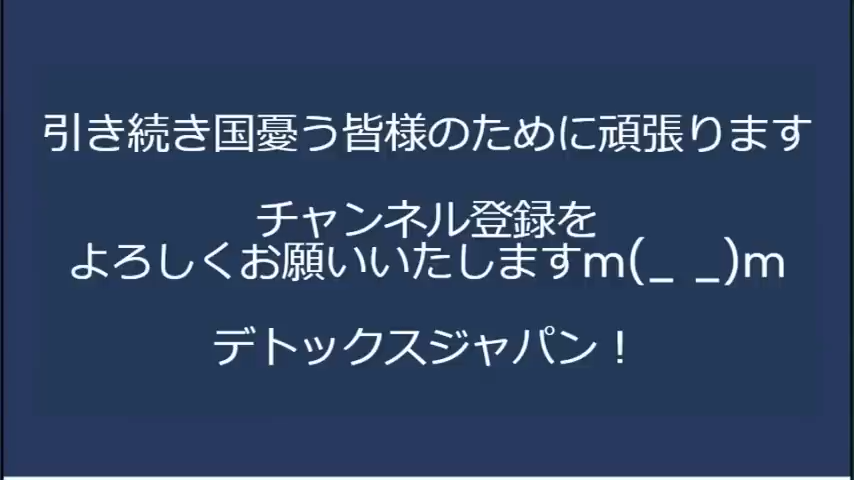 引き続き国憂う皆様のために頑張ります
チャンネル登録を
よろしくお願いいたしますm(_ _)m
デトックスジャパン！